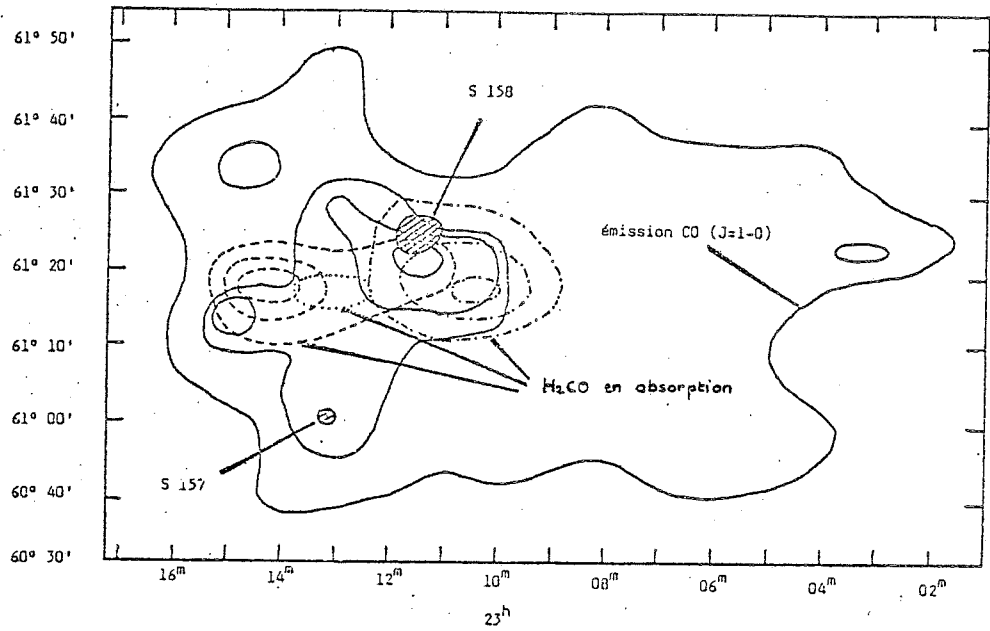 61° 50'
S 158
61° 40'
61° 30'
émission CO (J=1-0)
61° 20'
61° 10'
H₂CO en absorption
61° 00'
S 157
60° 40'
60° 30'
16ᵐ 14ᵐ 12ᵐ 10ᵐ 08ᵐ 06ᵐ 04ᵐ 02ᵐ
23ʰ